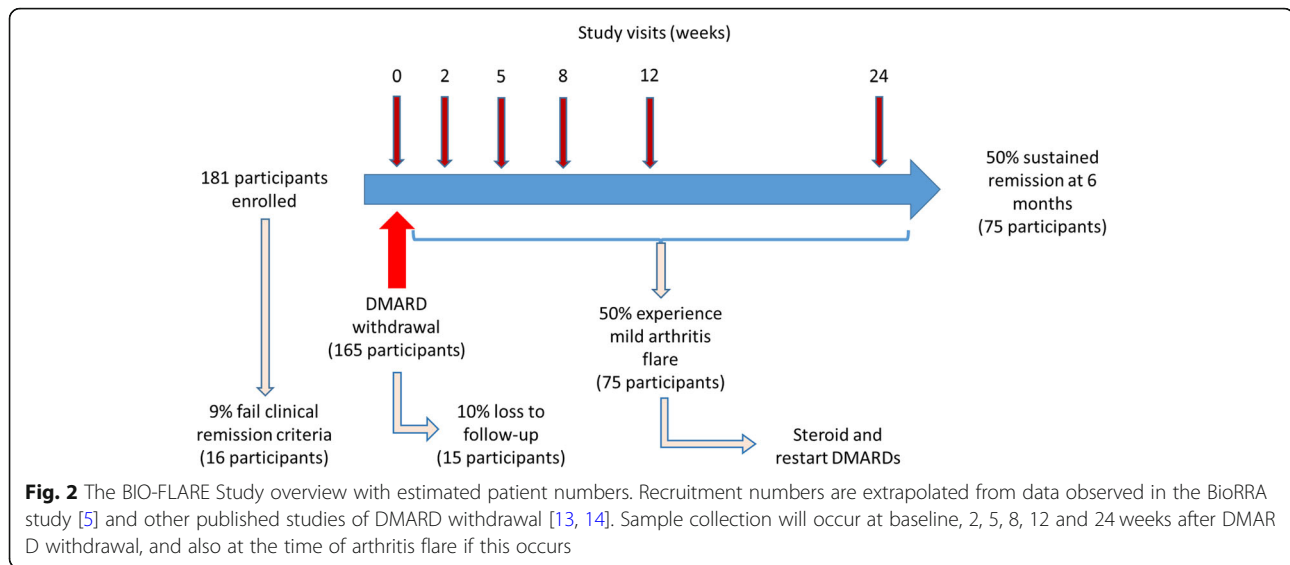 Study visits (weeks)
0 2 5 8 12 24
181 participants
enrolled
50% sustained
remission at 6
months
(75 participants)
DMARD
withdrawal
(165 participants)
50% experience
mild arthritis
flare
(75 participants)
9% fail clinical
remission criteria
(16 participants)
10% loss to
follow-up
(15 participants)
Steroid and
restart DMARDs
Fig. 2 The BIO-FLARE Study overview with estimated patient numbers. Recruitment numbers are extrapolated from data observed in the BioRRA
study [5] and other published studies of DMARD withdrawal [13, 14]. Sample collection will occur at baseline, 2, 5, 8, 12 and 24 weeks after DMAR
D withdrawal, and also at the time of arthritis flare if this occurs